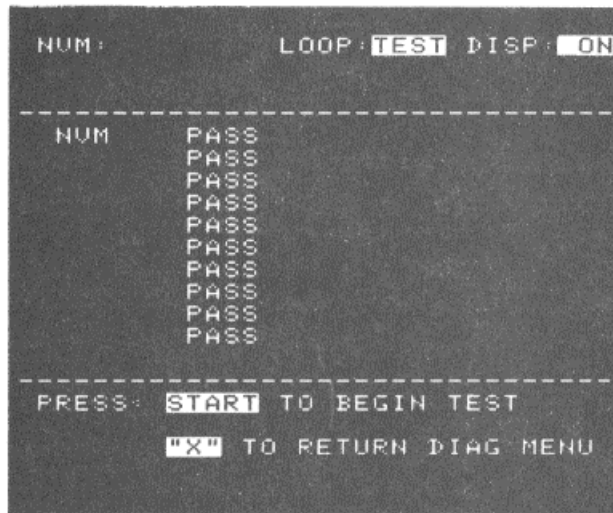 NUM: LOOP:TEST DISP: ON
NUM PASS
PASS
PASS
PASS
PASS
PASS
PASS
PASS
PASS
PASS
PRESS: START TO BEGIN TEST
"X" TO RETURN DIAG MENU